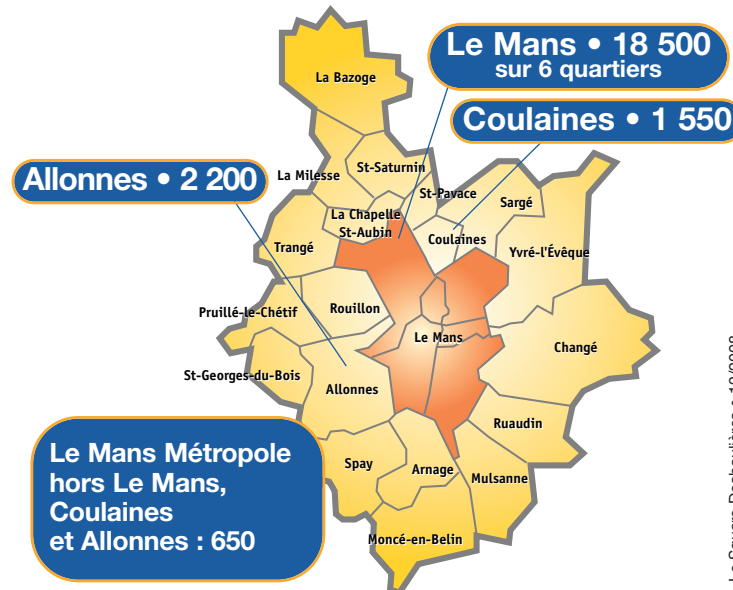 Le Mans • 18 500
sur 6 quartiers
La Bazoge
Coulaines • 1 550
St-Saturnin
La Milesse
Allonnes • 2 200
St-Pavace
Sargé
La Chapelle
St-Aubin
Coulaines
Trangé
Yvré-l'Évêque
Pruillé-le-Chétif
Rouillon
Le Mans
Changé
St-Georges-du-Bois
Allonnes
Ruaudin
Le Mans Métropole
hors Le Mans,
Coulaines
et Allonnes : 650
Spay
Arnage
Mulsanne
Moncé-en-Belin